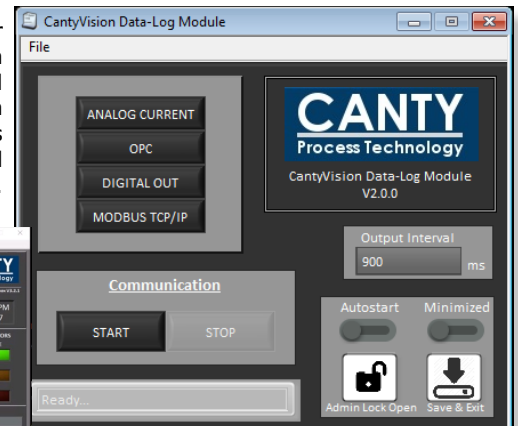 CantyVision Data-Log Module
File
ANALOG CURRENT
OPC
DIGITAL OUT
MODBUS TCP/IP
CANTY
Process Technology
CantyVision Data-Log Module
V2.0.0
Output Interval
900 ms
Communication
START STOP
Autostart Minimized
Ready...
Admin Lock Open Save & Exit